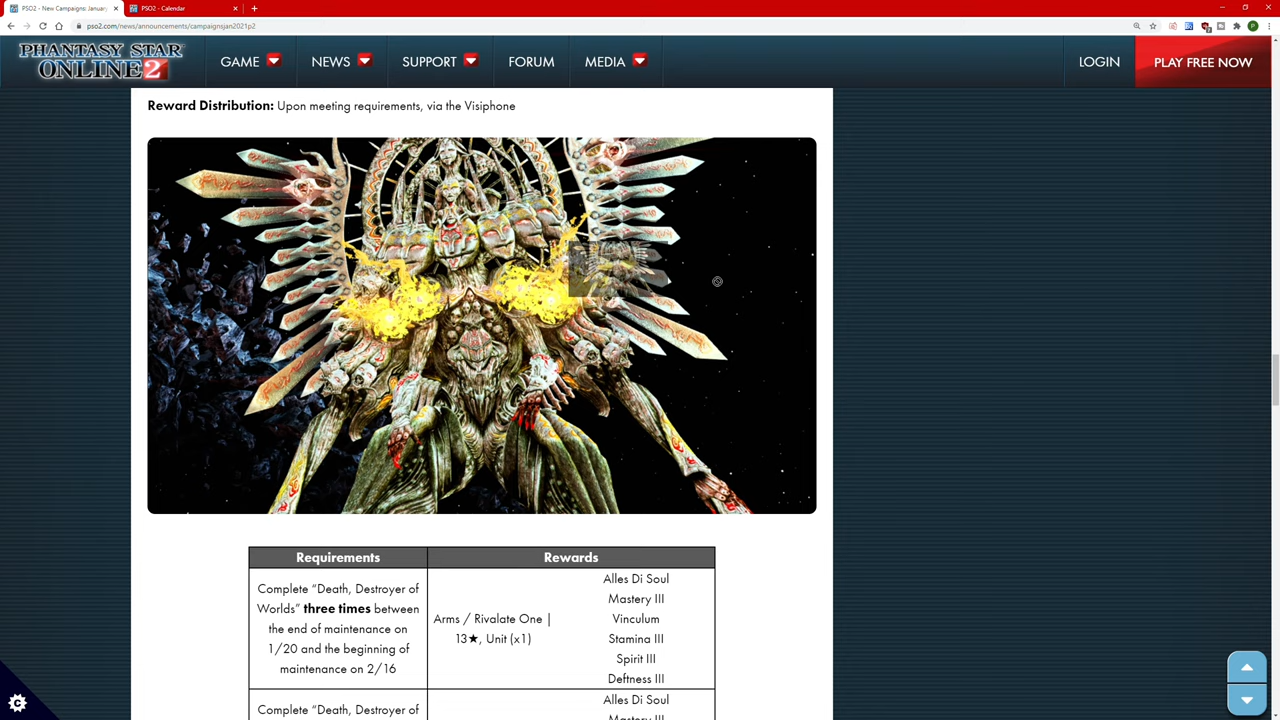 PSO2 - New Campaigns: January
PSO2 - Calendar
pso2.com/news/announcements/campaignsjan2021p2
PHANTASY STAR ONLINE 2
GAME
NEWS
SUPPORT
FORUM
MEDIA
LOGIN
PLAY FREE NOW
Reward Distribution: Upon meeting requirements, via the Visiphone
Requirements
Rewards
Complete “Death, Destroyer of
Worlds” three times between
the end of maintenance on
1/20 and the beginning of
maintenance on 2/16
Arms / Rivalate One |
13★, Unit (x1)
Alles Di Soul
Mastery III
Vinculum
Stamina III
Spirit III
Deftness III
Complete “Death, Destroyer of
Alles Di Soul
Mastery III